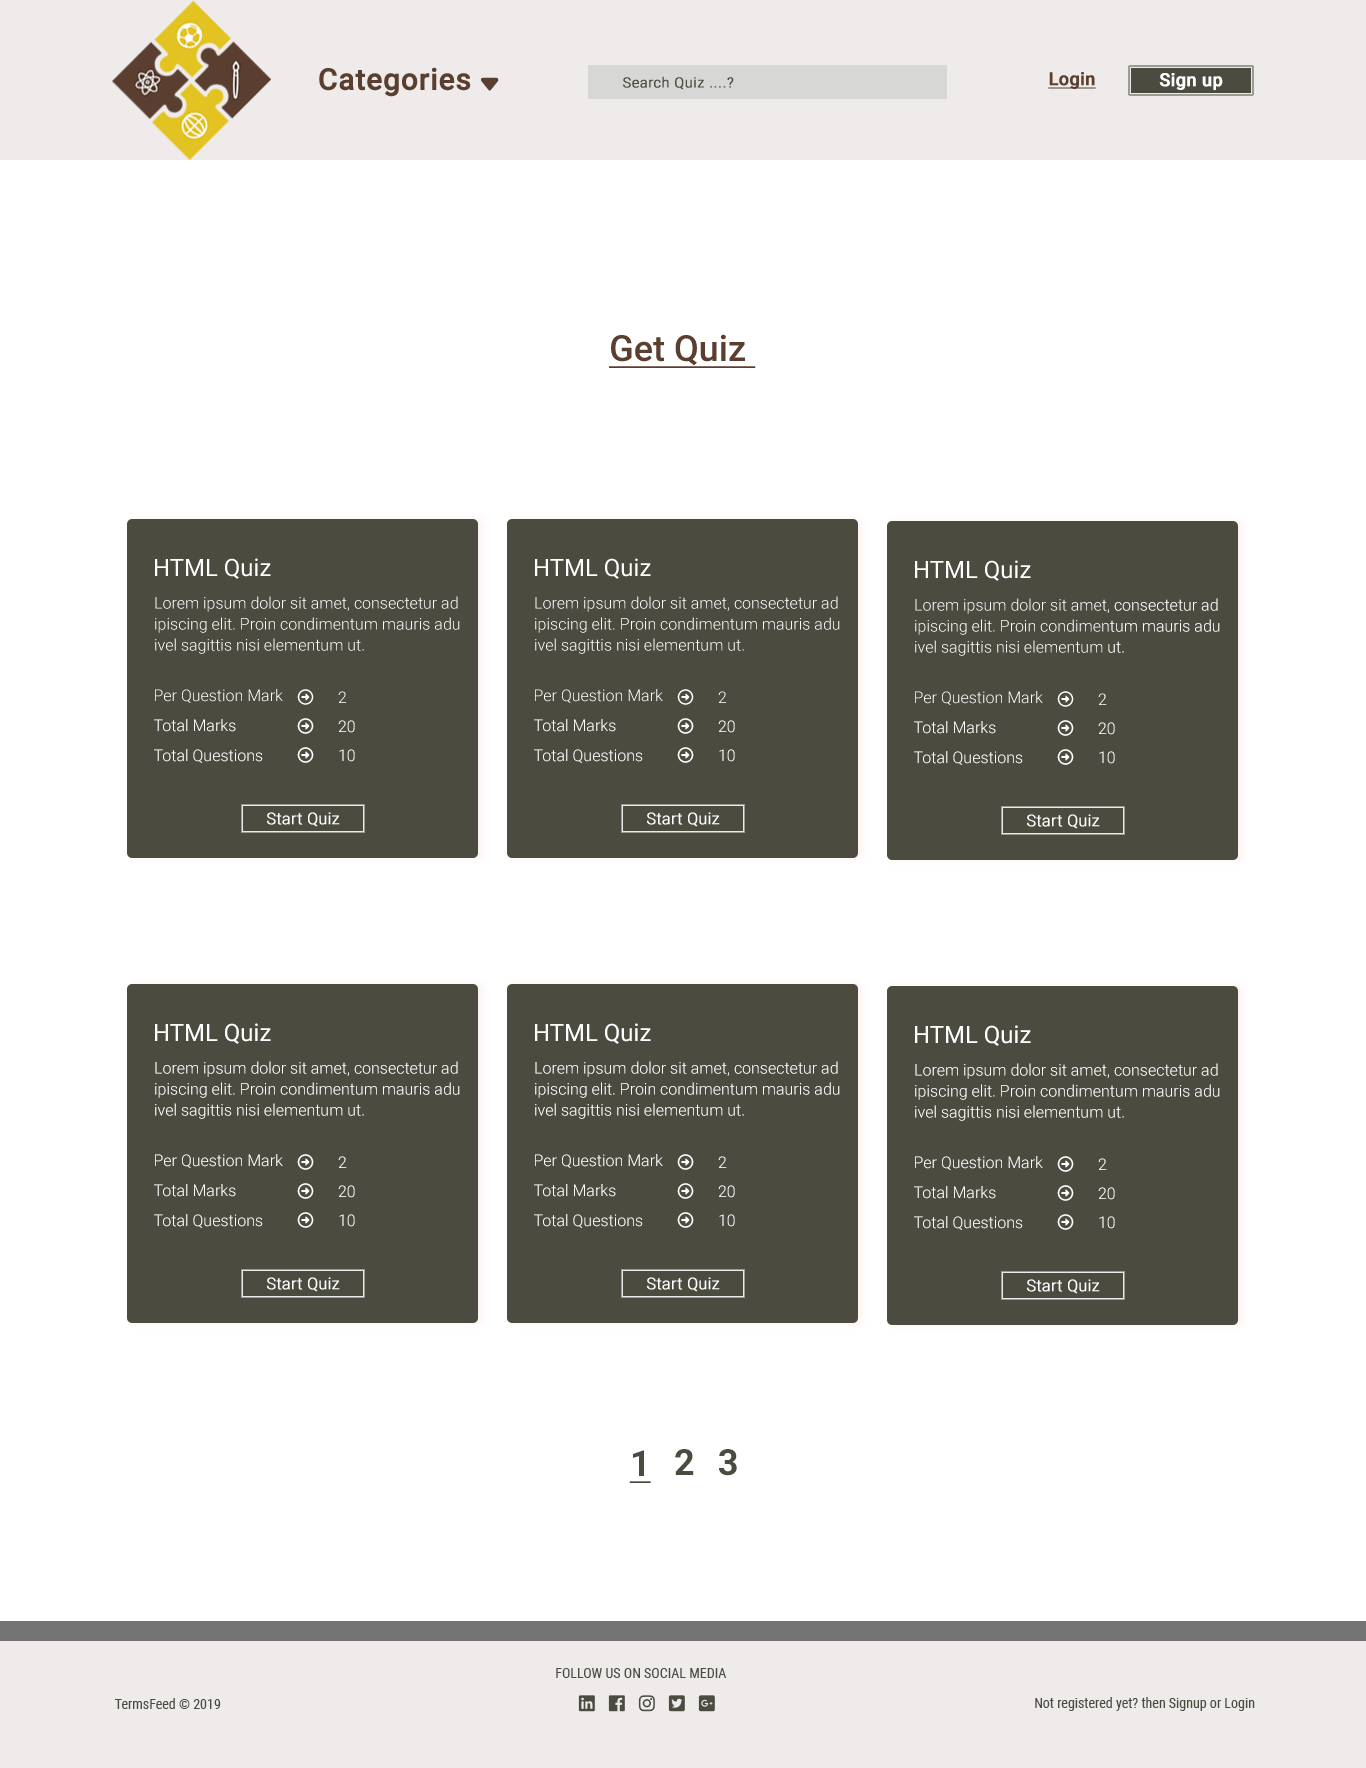 Categories
Search Quiz ....?
Login
Sign up
Get Quiz
HTML Quiz
Lorem ipsum dolor sit amet, consectetur ad
ipiscing elit. Proin condimentum mauris adu
ivel sagittis nisi elementum ut.
Per Question Mark 2
Total Marks 20
Total Questions 10
Start Quiz
HTML Quiz
Lorem ipsum dolor sit amet, consectetur ad
ipiscing elit. Proin condimentum mauris adu
ivel sagittis nisi elementum ut.
Per Question Mark 2
Total Marks 20
Total Questions 10
Start Quiz
HTML Quiz
Lorem ipsum dolor sit amet, consectetur ad
ipiscing elit. Proin condimentum mauris adu
ivel sagittis nisi elementum ut.
Per Question Mark 2
Total Marks 20
Total Questions 10
Start Quiz
HTML Quiz
Lorem ipsum dolor sit amet, consectetur ad
ipiscing elit. Proin condimentum mauris adu
ivel sagittis nisi elementum ut.
Per Question Mark 2
Total Marks 20
Total Questions 10
Start Quiz
HTML Quiz
Lorem ipsum dolor sit amet, consectetur ad
ipiscing elit. Proin condimentum mauris adu
ivel sagittis nisi elementum ut.
Per Question Mark 2
Total Marks 20
Total Questions 10
Start Quiz
HTML Quiz
Lorem ipsum dolor sit amet, consectetur ad
ipiscing elit. Proin condimentum mauris adu
ivel sagittis nisi elementum ut.
Per Question Mark 2
Total Marks 20
Total Questions 10
Start Quiz
1 2 3
FOLLOW US ON SOCIAL MEDIA
TermsFeed © 2019
Not registered yet? then Signup or Login